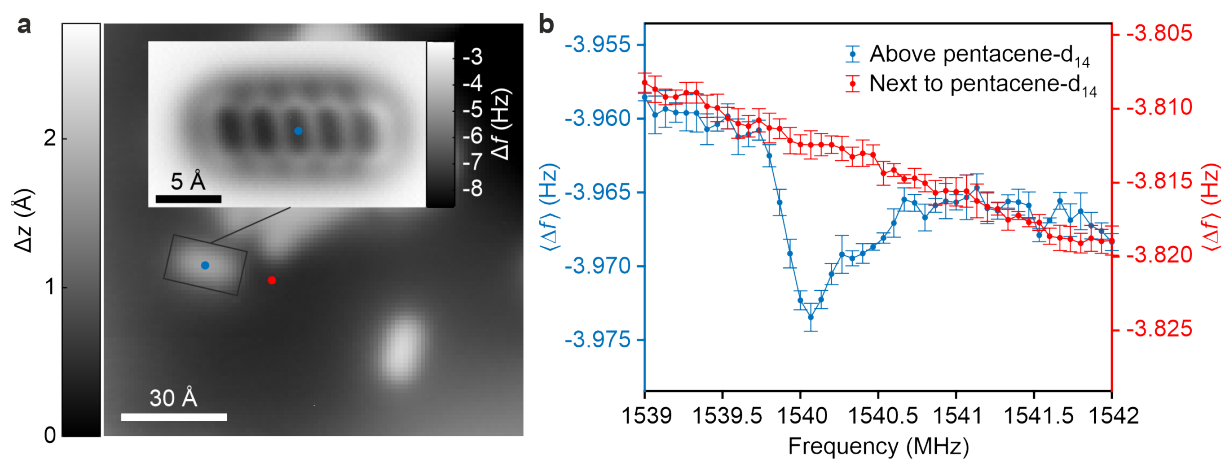 a
2
1
0
Δz (Å)
-3
-4
-5
-6
-7
-8
Δf (Hz)
5 Å
30 Å
b
-3.955
-3.960
-3.965
-3.970
-3.975
⟨Δf⟩ (Hz)
Above pentacene-d₁₄
Next to pentacene-d₁₄
-3.805
-3.810
-3.815
-3.820
-3.825
⟨Δf⟩ (Hz)
1539 1539.5 1540 1540.5 1541 1541.5 1542
Frequency (MHz)